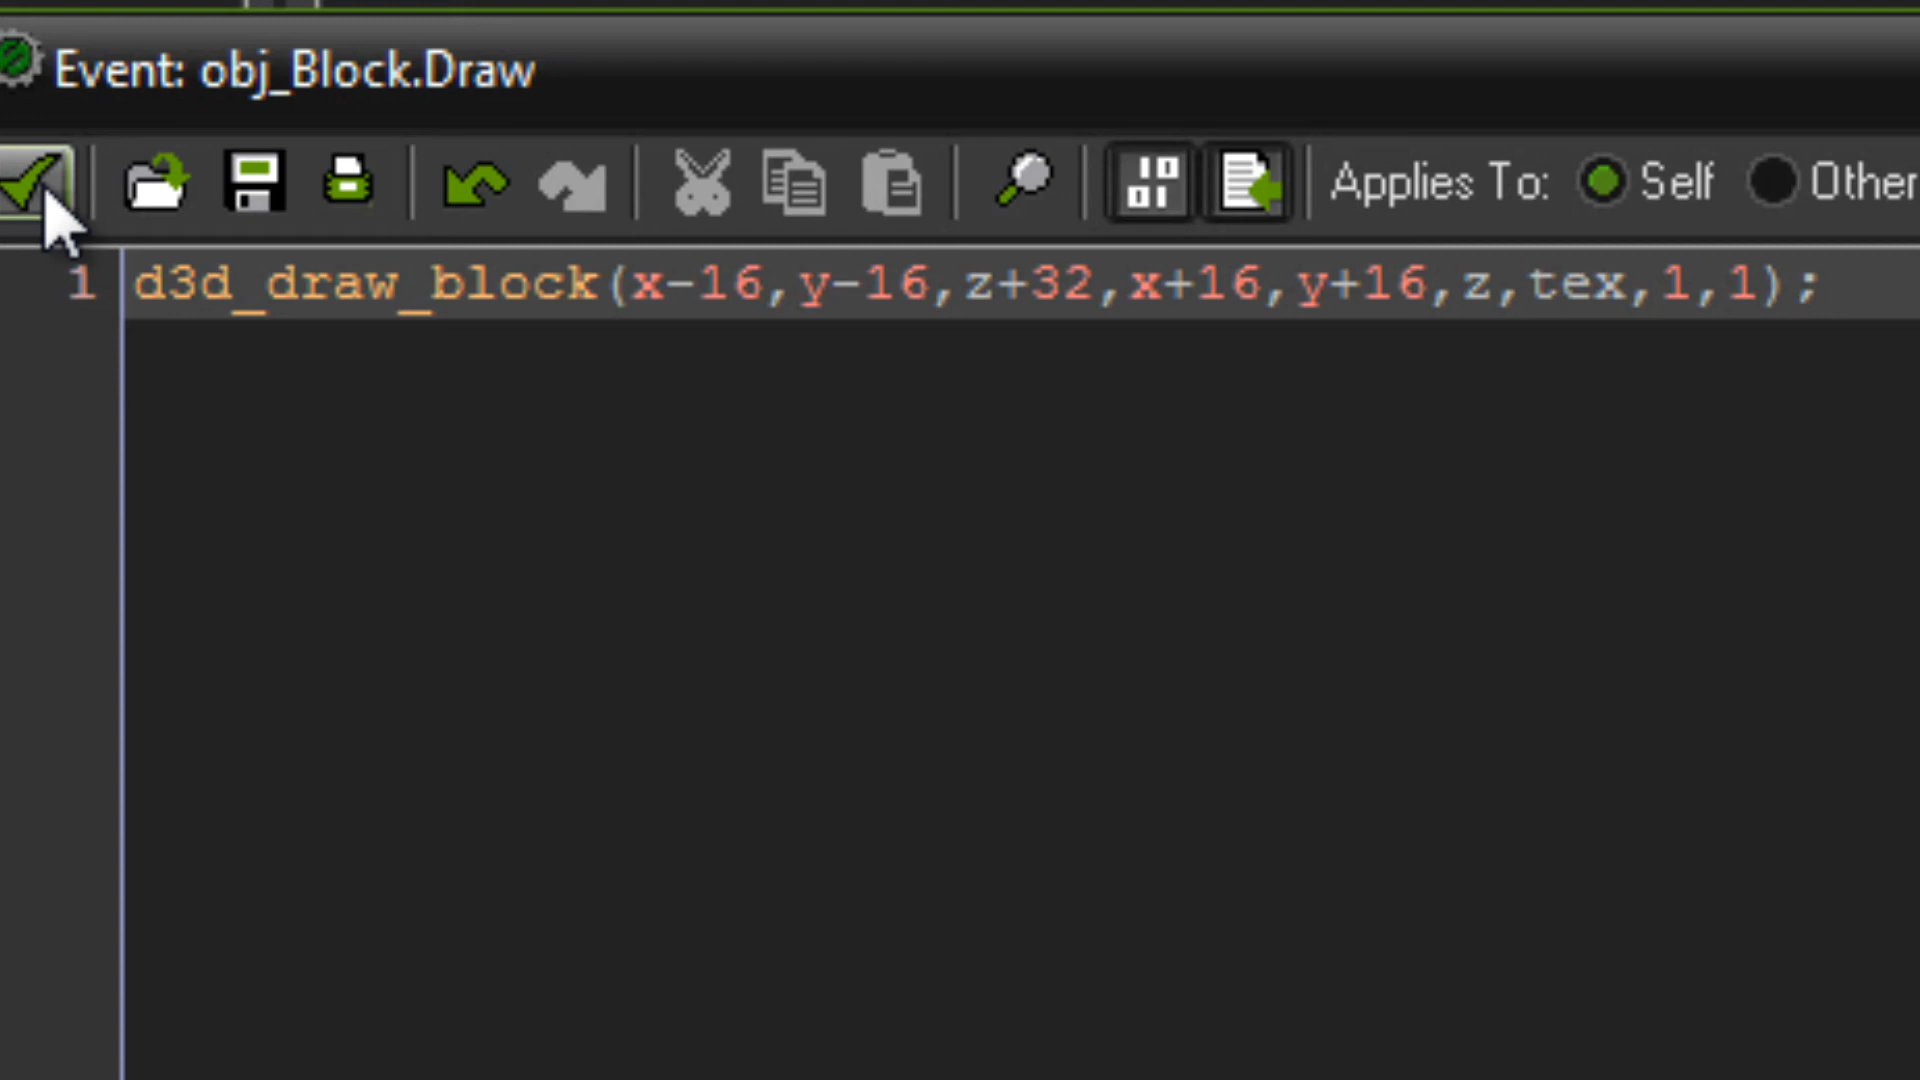 Event: obj_Block.Draw
Applies To: Self Other
1 d3d_draw_block(x-16,y-16,z+32,x+16,y+16,z,tex,1,1);